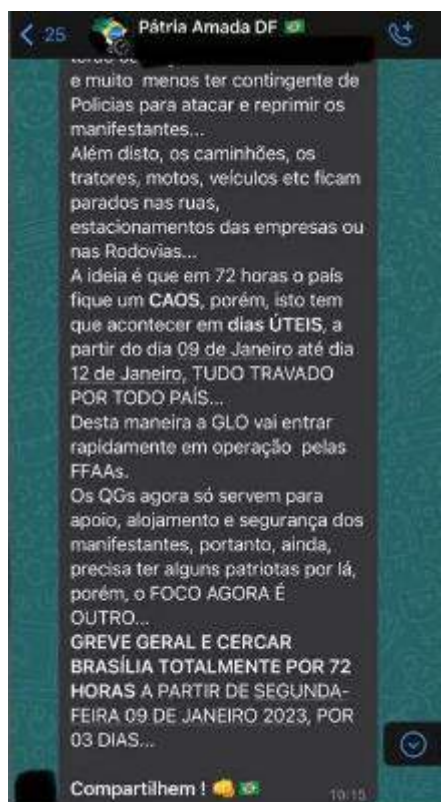 25
Pátria Amada DF
e muito menos ter contingente de
Policias para atacar e reprimir os
manifestantes...
Além disto, os caminhões, os
tratores, motos, veículos etc ficam
parados nas ruas,
estacionamentos das empresas ou
nas Rodovias...
A ideia é que em 72 horas o país
fique um CAOS, porém, isto tem
que acontecer em dias ÚTEIS, a
partir do dia 09 de Janeiro até dia
12 de Janeiro, TUDO TRAVADO
POR TODO PAÍS...
Desta maneira a GLO vai entrar
rapidamente em operação pelas
FFAAs.
Os QGs agora só servem para
apoio, alojamento e segurança dos
manifestantes, portanto, ainda,
precisa ter alguns patriotas por lá,
porém, o FOCO AGORA É
OUTRO...
GREVE GERAL E CERCAR
BRASÍLIA TOTALMENTE POR 72
HORAS A PARTIR DE SEGUNDA-
FEIRA 09 DE JANEIRO 2023, POR
03 DIAS...
Compartilhem ! 👊 🇧🇷
10:15